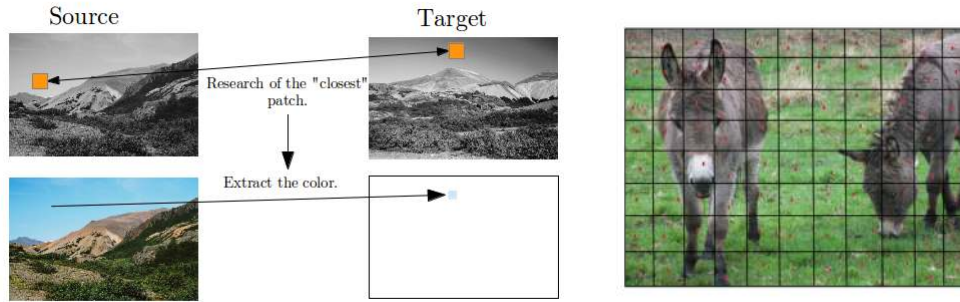 Source
Target
Research of the "closest"
patch.
Extract the color.